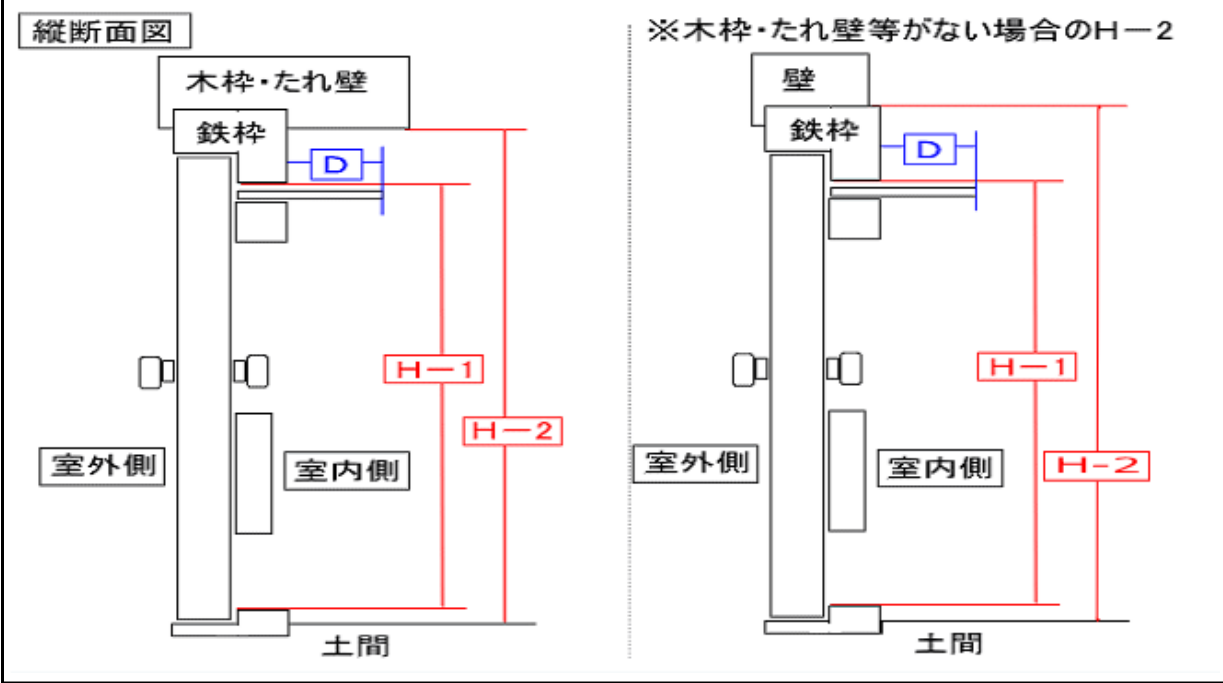 縦断面図
木枠・たれ壁
鉄枠
D
H－1
H－2
室外側
室内側
土間
※木枠・たれ壁等がない場合のH－2
壁
鉄枠
D
H－1
H-2
室外側
室内側
土間